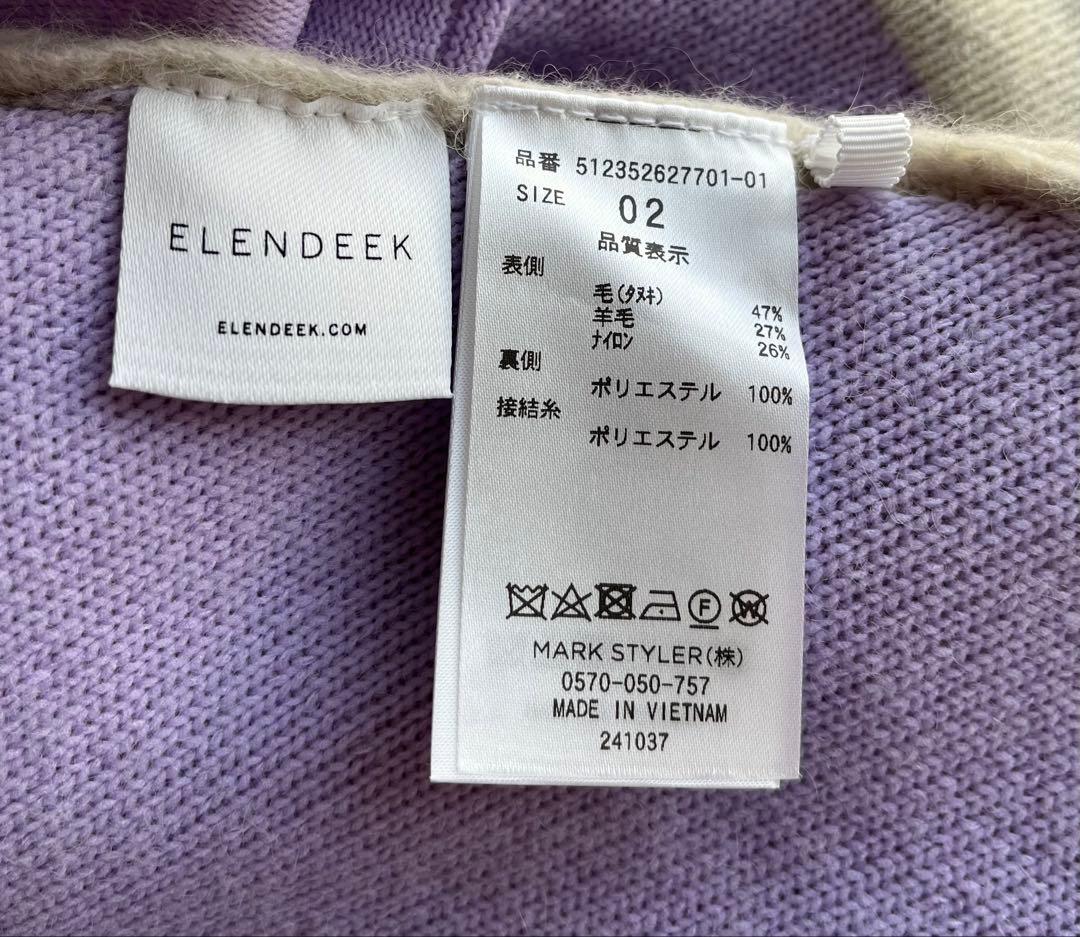 ELENDEEK
ELENDEEK.COM
品番 512352627701-01
SIZE 02
品質表示
表側
毛(タヌキ) 47%
羊毛 27%
ナイロン 26%
裏側
ポリエステル 100%
接結糸
ポリエステル 100%
F W
MARK STYLER(株)
0570-050-757
MADE IN VIETNAM
241037